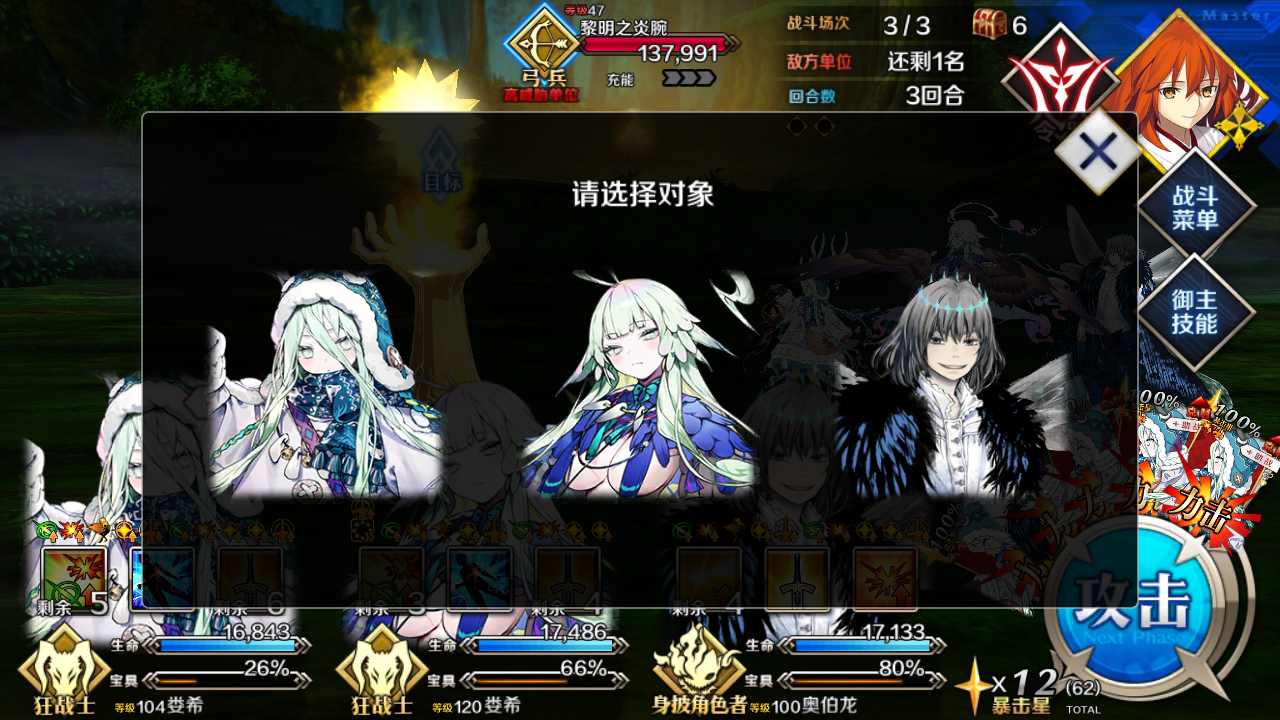 等级47
黎明之炎腕
137,991
弓兵
充能
高威胁单位
战斗场次 3/3 6
敌方单位 还剩1名
回合数 3回合
Master
目标
请选择对象
战斗
菜单
御主
技能
100%
100%
力击
剩余 5
剩余 6
剩余 3
剩余 4
剩余 4
攻击
Next Phase
生命 16,843
宝具 26%
狂战士 等级104娄希
生命 17,486
宝具 66%
狂战士 等级120娄希
生命 17,133
宝具 80%
身披角色者 等级100奥伯龙
x12 (62)
暴击星 TOTAL